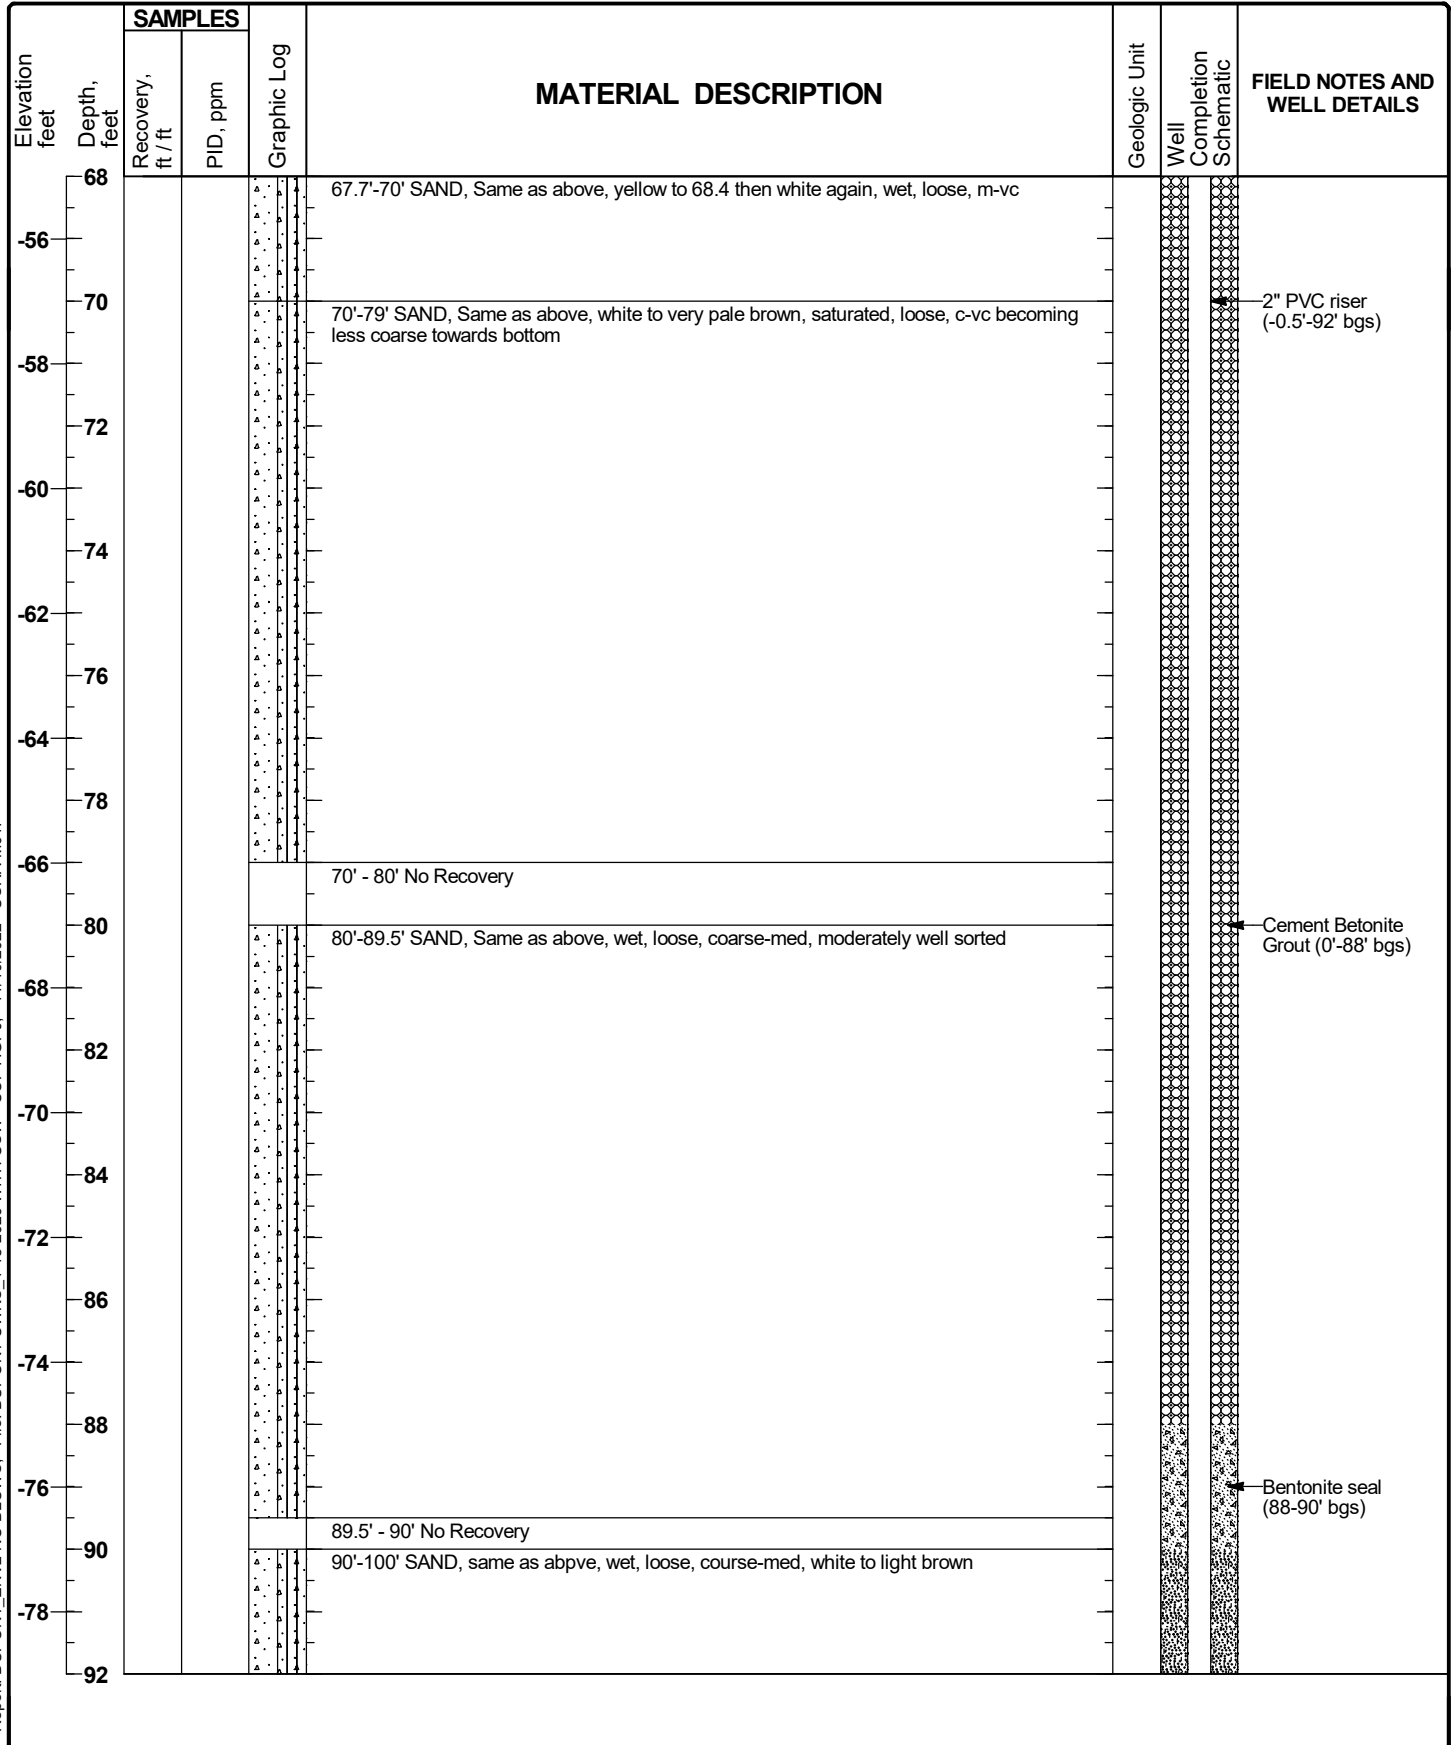 SAMPLES
Elevation
feet
Depth,
feet
Recovery,
ft / ft
PID, ppm
Graphic Log
MATERIAL DESCRIPTION
Geologic Unit
Well
Completion
Schematic
FIELD NOTES AND
WELL DETAILS
68
67.7'-70' SAND, Same as above, yellow to 68.4 then white again, wet, loose, m-vc
-56
70
70'-79' SAND, Same as above, white to very pale brown, saturated, loose, c-vc becoming
less coarse towards bottom
2" PVC riser
(-0.5'-92' bgs)
-58
72
-60
74
-62
76
-64
78
-66
70' - 80' No Recovery
80
80'-89.5' SAND, Same as above, wet, loose, coarse-med, moderately well sorted
Cement Betonite
Grout (0'-88' bgs)
-68
82
-70
84
-72
86
-74
88
-76
Bentonite seal
(88-90' bgs)
89.5' - 90' No Recovery
90
90'-100' SAND, same as abpve, wet, loose, course-med, white to light brown
-78
92